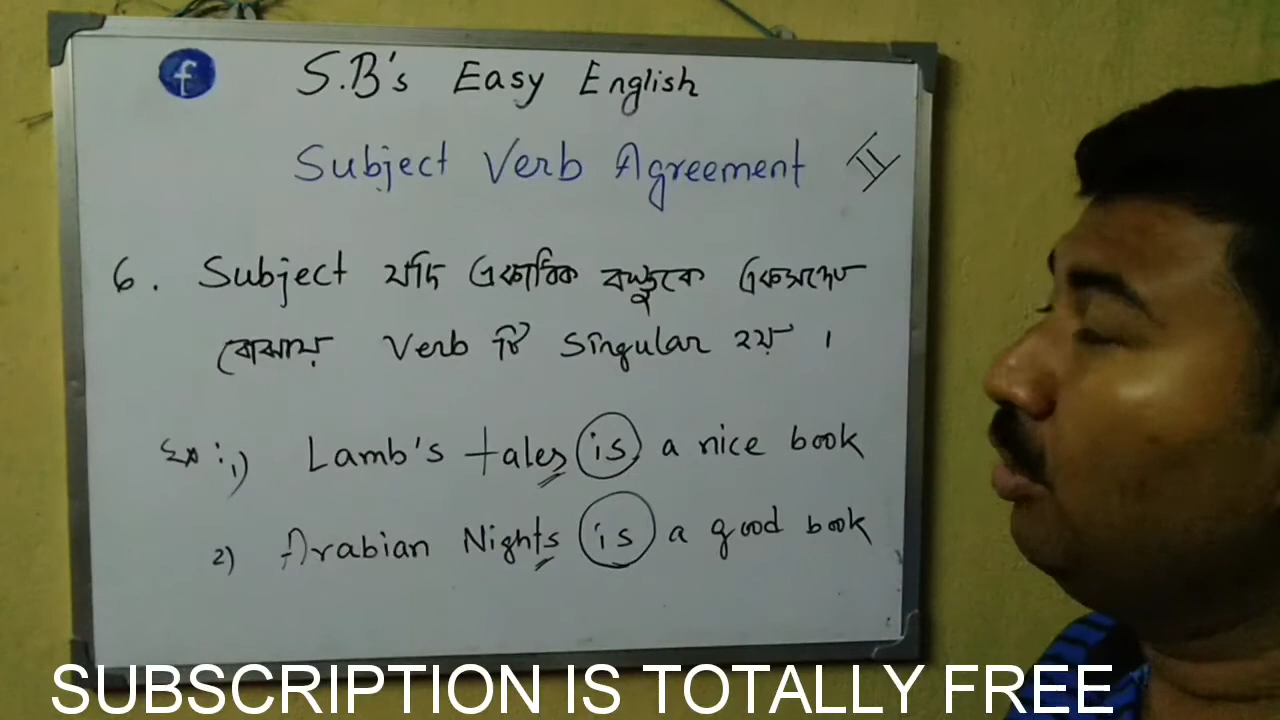 f
S.B's Easy English
Subject Verb Agreement II
6. Subject যদি একাধিক বস্তুকে একসঙ্গে
বোঝায় Verb টি Singular হয় ।
Ex :1) Lamb's tales is a nice book
2) Arabian Nights is a good book
SUBSCRIPTION IS TOTALLY FREE